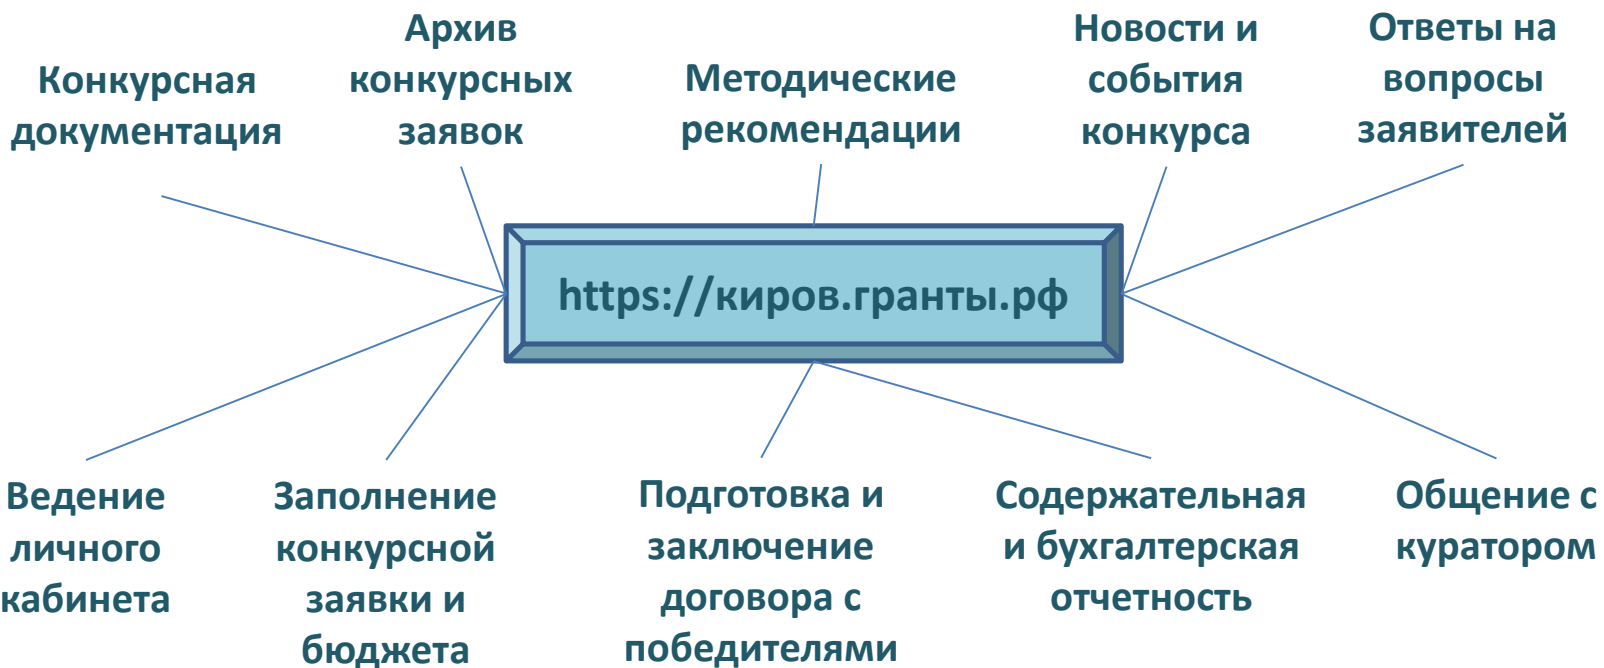 Конкурсная
документация
Архив
конкурсных
заявок
Методические
рекомендации
Новости и
события
конкурса
Ответы на
вопросы
заявителей
https://киров.гранты.рф
Ведение
личного
кабинета
Заполнение
конкурсной
заявки и
бюджета
Подготовка и
заключение
договора с
победителями
Содержательная
и бухгалтерская
отчетность
Общение с
куратором